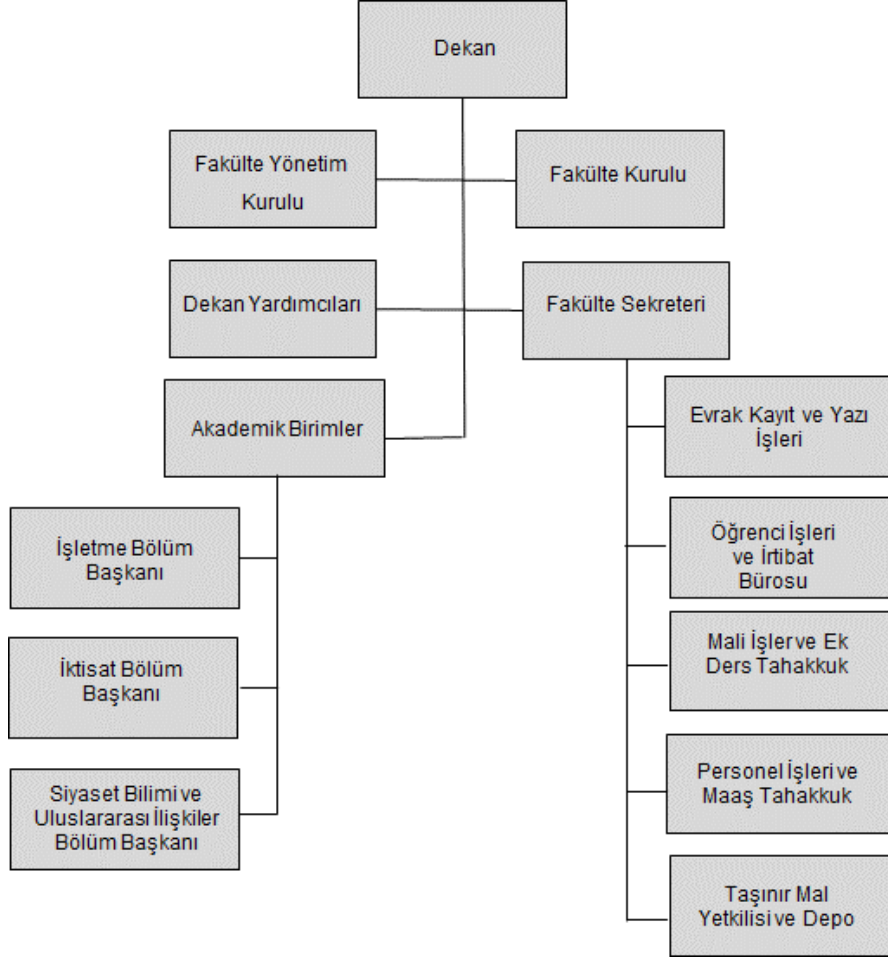 Dekan
Fakülte Yönetim
Kurulu
Fakülte Kurulu
Dekan Yardımcıları
Fakülte Sekreteri
Akademik Birimler
Evrak Kayıt ve Yazı
İşleri
İşletme Bölüm
Başkanı
Öğrenci İşleri
ve İrtibat
Bürosu
İktisat Bölüm
Başkanı
Mali İşler ve Ek
Ders Tahakkuk
Siyaset Bilimi ve
Uluslararası İlişkiler
Bölüm Başkanı
Personel İşleri ve
Maaş Tahakkuk
Taşınır Mal
Yetkilisi ve Depo